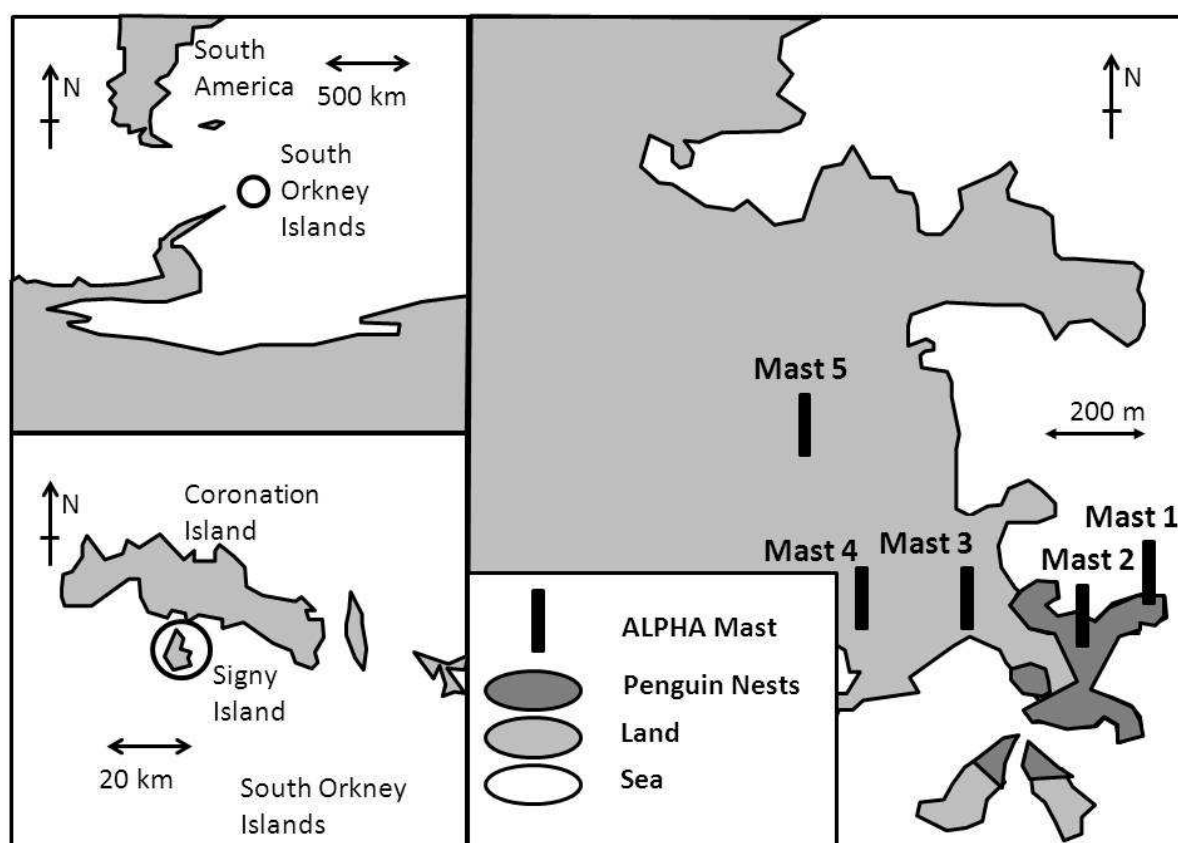 South
America
N
500 km
South
Orkney
Islands
N
Coronation
Island
Signy
Island
20 km
South Orkney
Islands
N
Mast 5
200 m
Mast 1
Mast 2
Mast 3
Mast 4
ALPHA Mast
Penguin Nests
Land
Sea